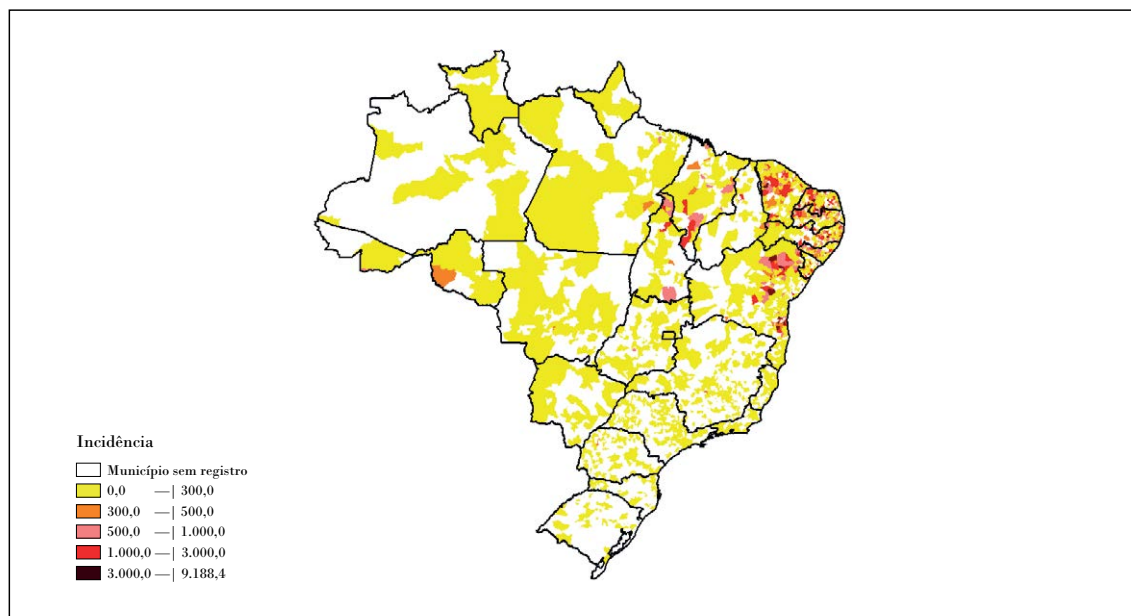 Incidência
Município sem registro
0,0 —| 300,0
300,0 —| 500,0
500,0 —| 1.000,0
1.000,0 —| 3.000,0
3.000,0 —| 9.188,4